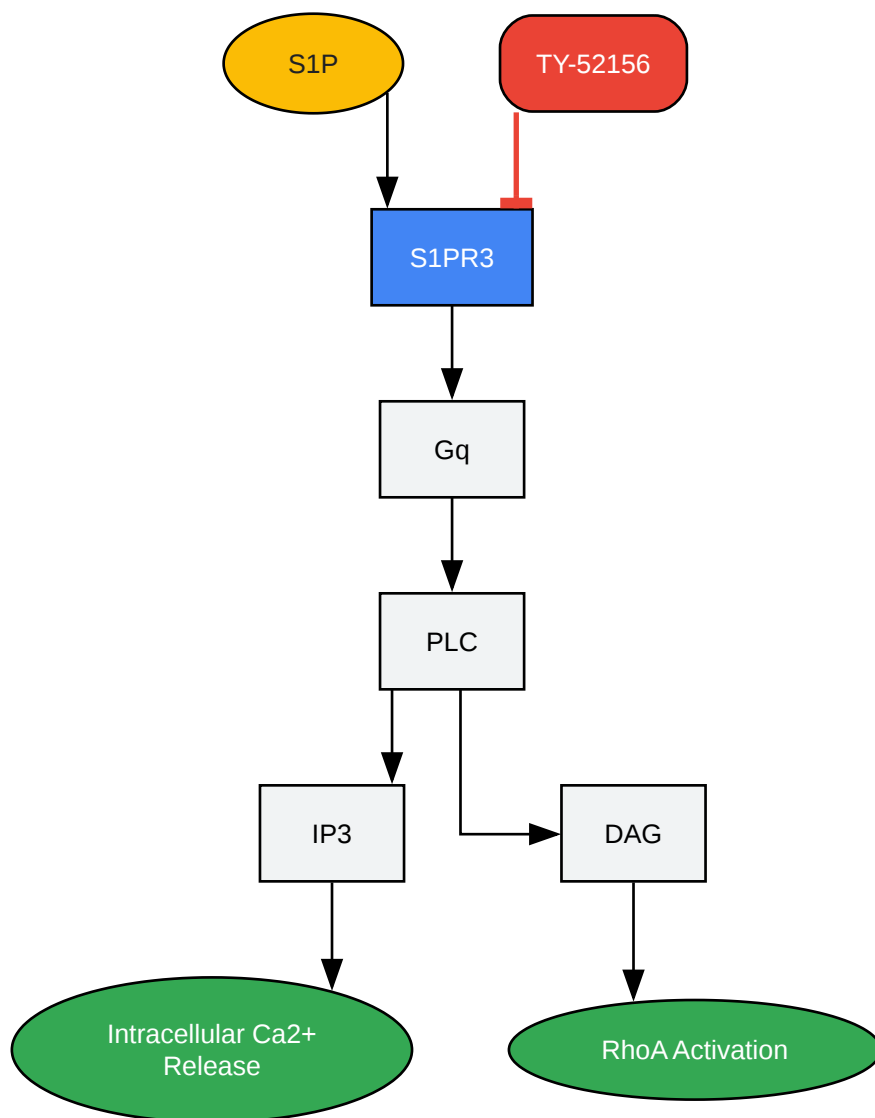 S1P
TY-52156
S1PR3
Gq
PLC
IP3
DAG
Intracellular Ca2+
Release
RhoA Activation